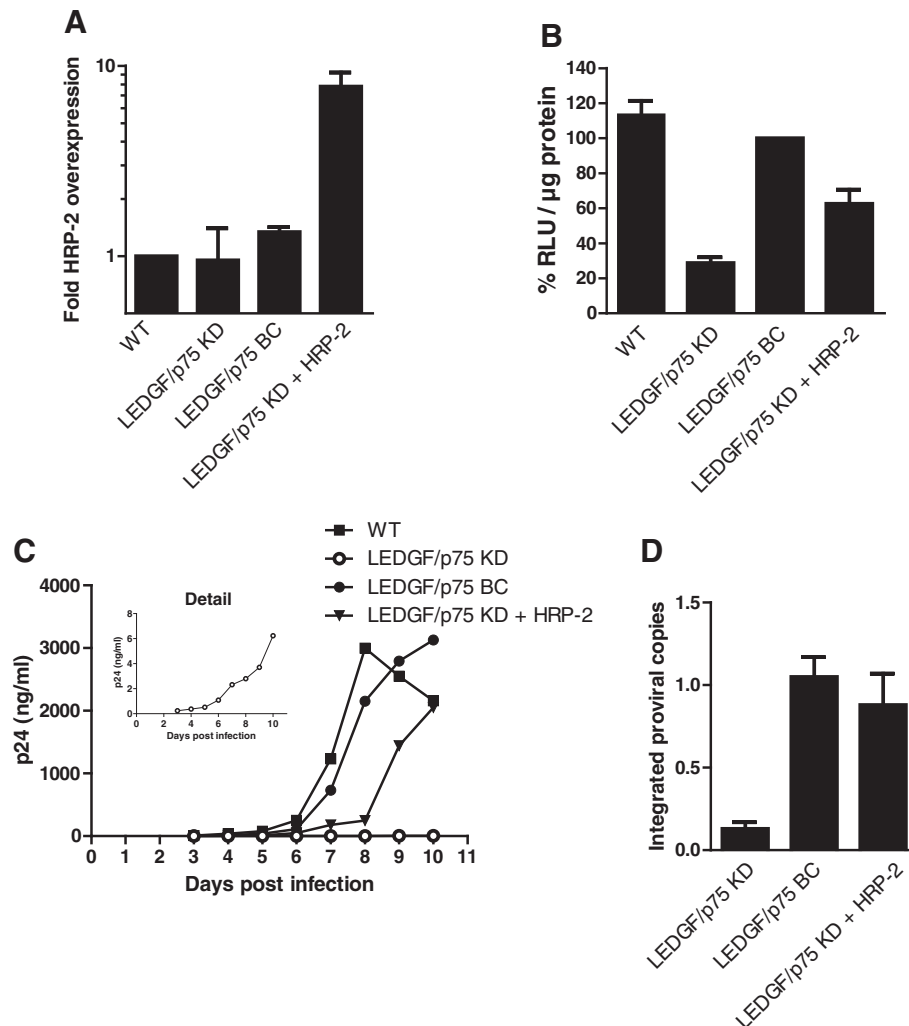 A
Fold HRP-2 overexpression
10
1
WT
LEDGF/p75 KD
LEDGF/p75 BC
LEDGF/p75 KD + HRP-2
B
% RLU / µg protein
140
120
100
80
60
40
20
0
WT
LEDGF/p75 KD
LEDGF/p75 BC
LEDGF/p75 KD + HRP-2
C
WT
LEDGF/p75 KD
LEDGF/p75 BC
LEDGF/p75 KD + HRP-2
p24 (ng/ml)
4000
3000
2000
1000
0
0 1 2 3 4 5 6 7 8 9 10 11
Days post infection
Detail
p24 (ng/ml)
8
6
4
2
0
0 2 4 6 8 10
Days post infection
D
Integrated proviral copies
1.5
1.0
0.5
0.0
LEDGF/p75 KD
LEDGF/p75 BC
LEDGF/p75 KD + HRP-2